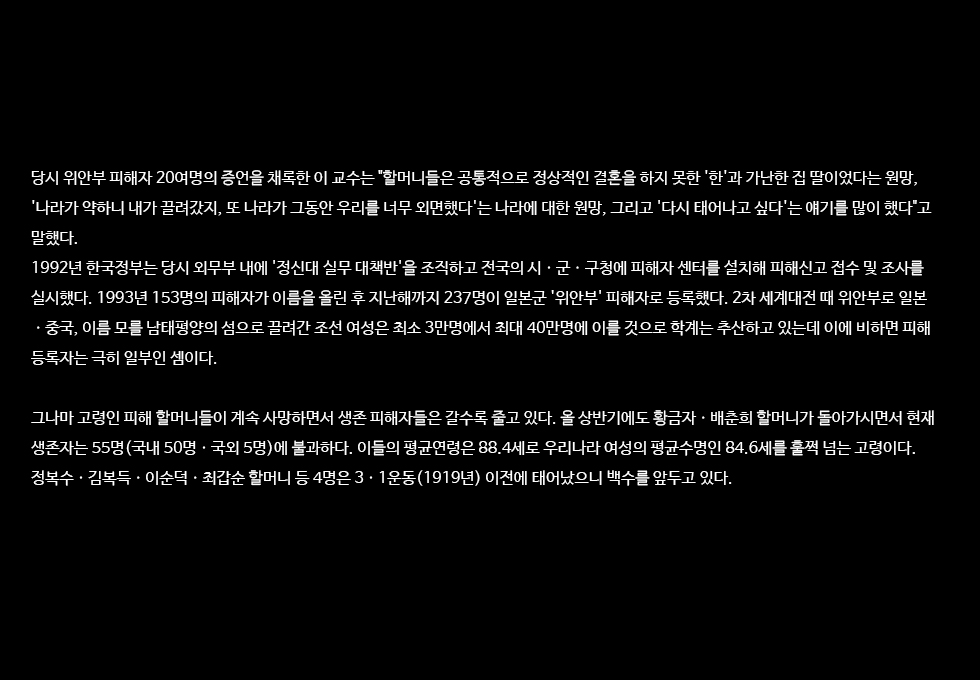 당시 위안부 피해자 20여명의 증언을 채록한 이 교수는 "할머니들은 공통적으로 정상적인 결혼을 하지 못한 '한'과 가난한 집 딸이었다는 원망,
'나라가 약하니 내가 끌려갔지, 또 나라가 그동안 우리를 너무 외면했다'는 나라에 대한 원망, 그리고 '다시 태어나고 싶다'는 얘기를 많이 했다"고
말했다.
1992년 한국정부는 당시 외무부 내에 '정신대 실무 대책반'을 조직하고 전국의 시ㆍ군ㆍ구청에 피해자 센터를 설치해 피해신고 접수 및 조사를
실시했다. 1993년 153명의 피해자가 이름을 올린 후 지난해까지 237명이 일본군 '위안부' 피해자로 등록했다. 2차 세계대전 때 위안부로 일본
ㆍ중국, 이름 모를 남태평양의 섬으로 끌려간 조선 여성은 최소 3만명에서 최대 40만명에 이를 것으로 학계는 추산하고 있는데 이에 비하면 피해
등록자는 극히 일부인 셈이다.
그나마 고령인 피해 할머니들이 계속 사망하면서 생존 피해자들은 갈수록 줄고 있다. 올 상반기에도 황금자ㆍ배춘희 할머니가 돌아가시면서 현재
생존자는 55명(국내 50명ㆍ국외 5명)에 불과하다. 이들의 평균연령은 88.4세로 우리나라 여성의 평균수명인 84.6세를 훌쩍 넘는 고령이다.
정복수ㆍ김복득ㆍ이순덕ㆍ최갑순 할머니 등 4명은 3ㆍ1운동(1919년) 이전에 태어났으니 백수를 앞두고 있다.